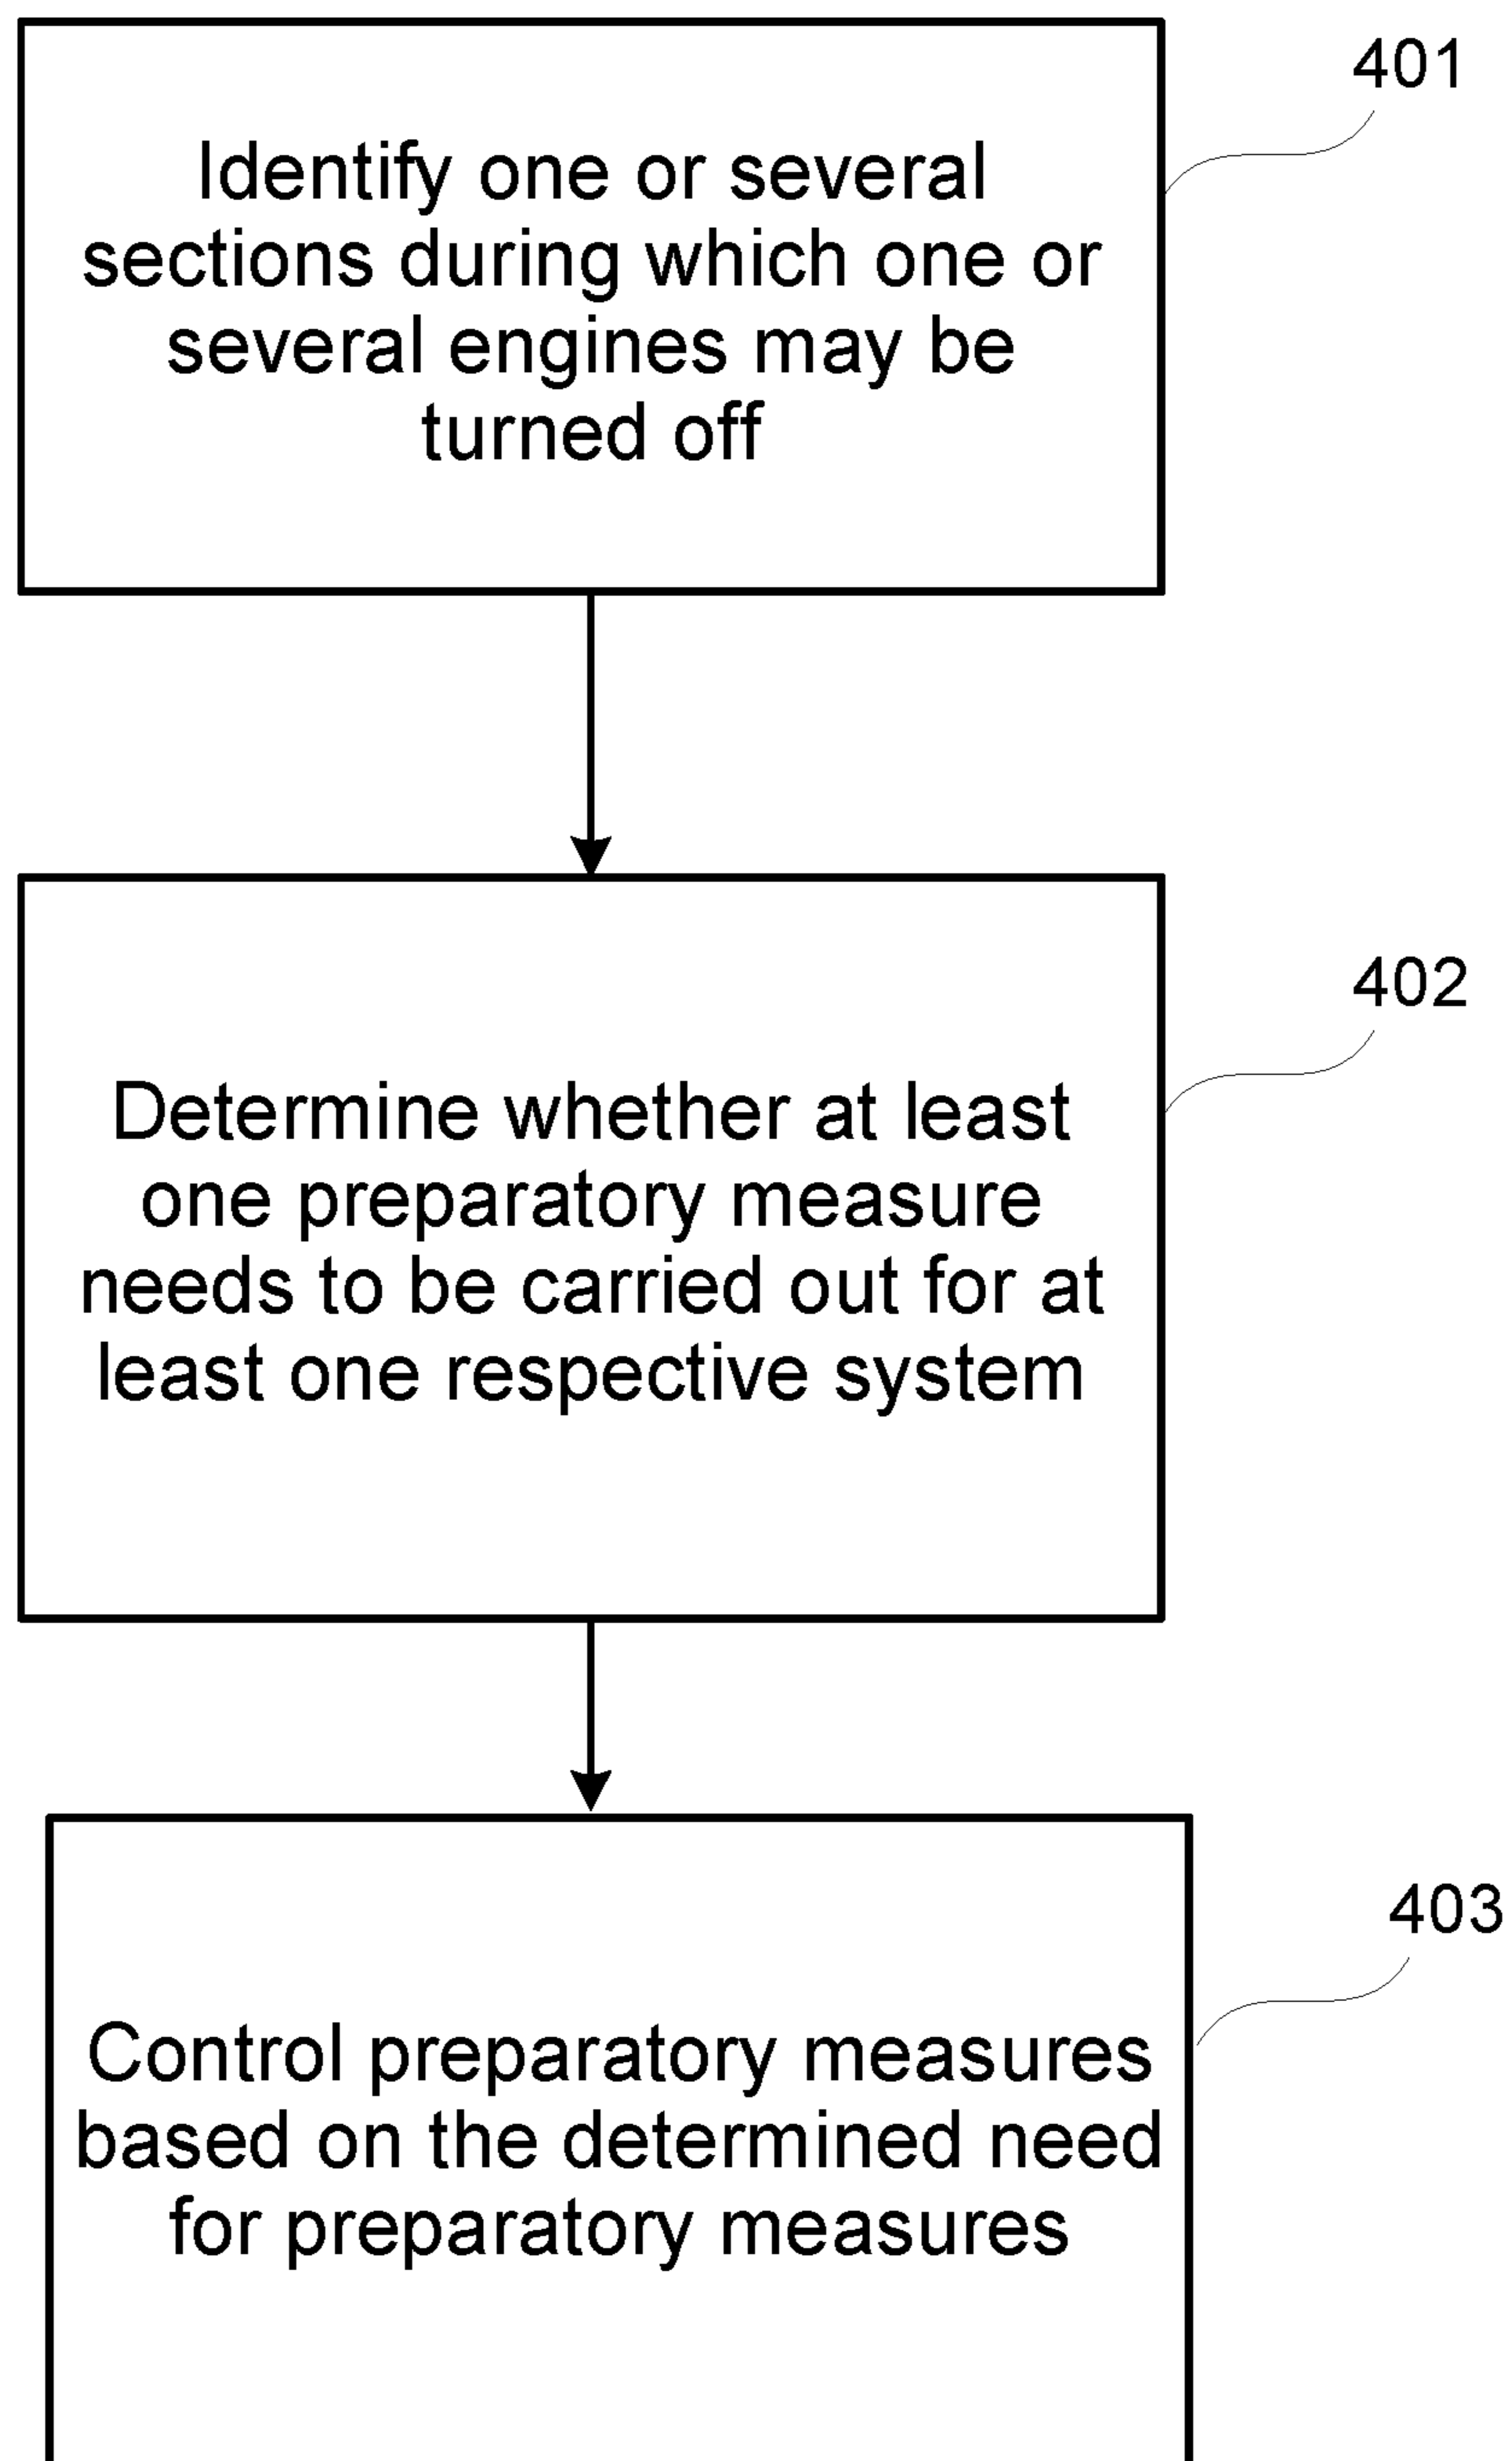 401
Identify one or several
sections during which one or
several engines may be
turned off
402
Determine whether at least
one preparatory measure
needs to be carried out for at
least one respective system
403
Control preparatory measures
based on the determined need
for preparatory measures